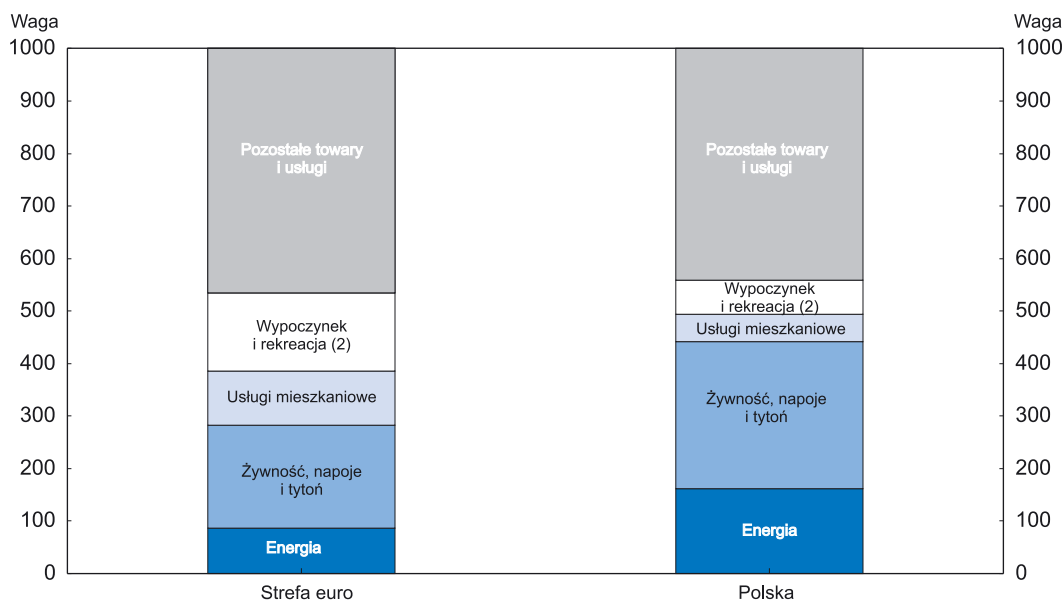 Waga
Waga
1000
1000
900
900
800
800
700
700
600
600
500
500
400
400
300
300
200
200
100
100
0
0
Pozostałe towary
i usługi
Wypoczynek
i rekreacja (2)
Usługi mieszkaniowe
Żywność, napoje
i tytoń
Energia
Pozostałe towary
i usługi
Wypoczynek
i rekreacja (2)
Usługi mieszkaniowe
Żywność, napoje
i tytoń
Energia
Strefa euro
Polska